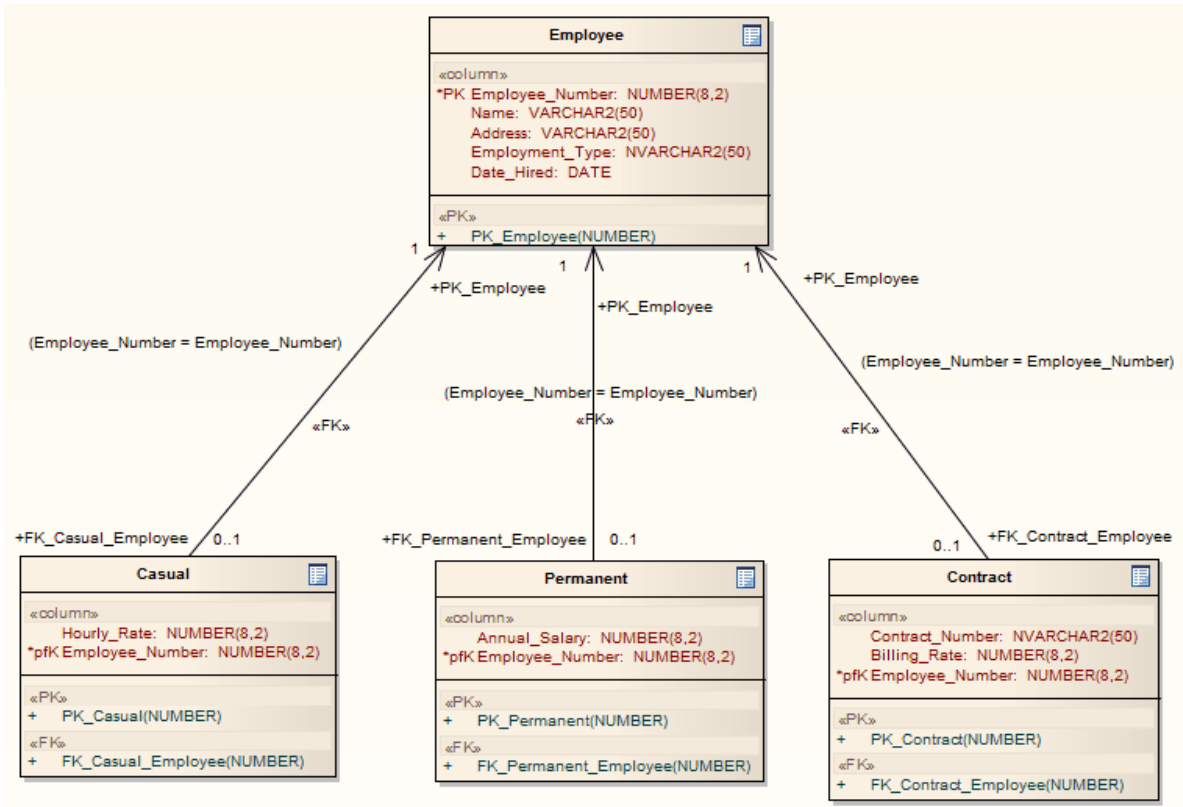 Employee
«column»
*PK Employee_Number: NUMBER(8,2)
Name: VARCHAR2(50)
Address: VARCHAR2(50)
Employment_Type: NVARCHAR2(50)
Date_Hired: DATE
«PK»
+ PK_Employee(NUMBER)
1
+PK_Employee
1
+PK_Employee
1
+PK_Employee
(Employee_Number = Employee_Number)
(Employee_Number = Employee_Number)
(Employee_Number = Employee_Number)
«FK»
«FK»
«FK»
+FK_Casual_Employee 0..1
+FK_Permanent_Employee 0..1
0..1 +FK_Contract_Employee
Casual
«column»
Hourly_Rate: NUMBER(8,2)
*pfK Employee_Number: NUMBER(8,2)
«PK»
+ PK_Casual(NUMBER)
«FK»
+ FK_Casual_Employee(NUMBER)
Permanent
«column»
Annual_Salary: NUMBER(8,2)
*pfK Employee_Number: NUMBER(8,2)
«PK»
+ PK_Permanent(NUMBER)
«FK»
+ FK_Permanent_Employee(NUMBER)
Contract
«column»
Contract_Number: NVARCHAR2(50)
Billing_Rate: NUMBER(8,2)
*pfK Employee_Number: NUMBER(8,2)
«PK»
+ PK_Contract(NUMBER)
«FK»
+ FK_Contract_Employee(NUMBER)